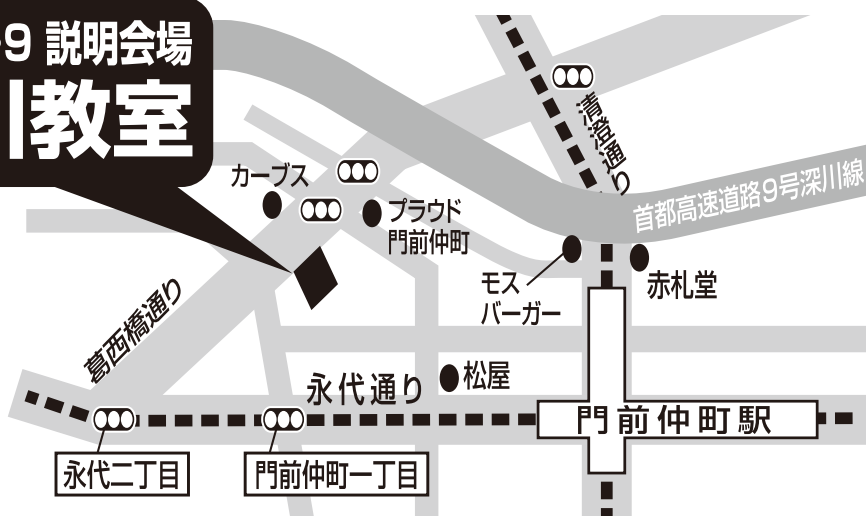 9 説明会場
教室
清澄通り
カーブス
プラウド
門前仲町
首都高速道路9号深川線
モス
バーガー
赤札堂
葛西橋通り
永代通り
松屋
門前仲町駅
永代二丁目
門前仲町一丁目